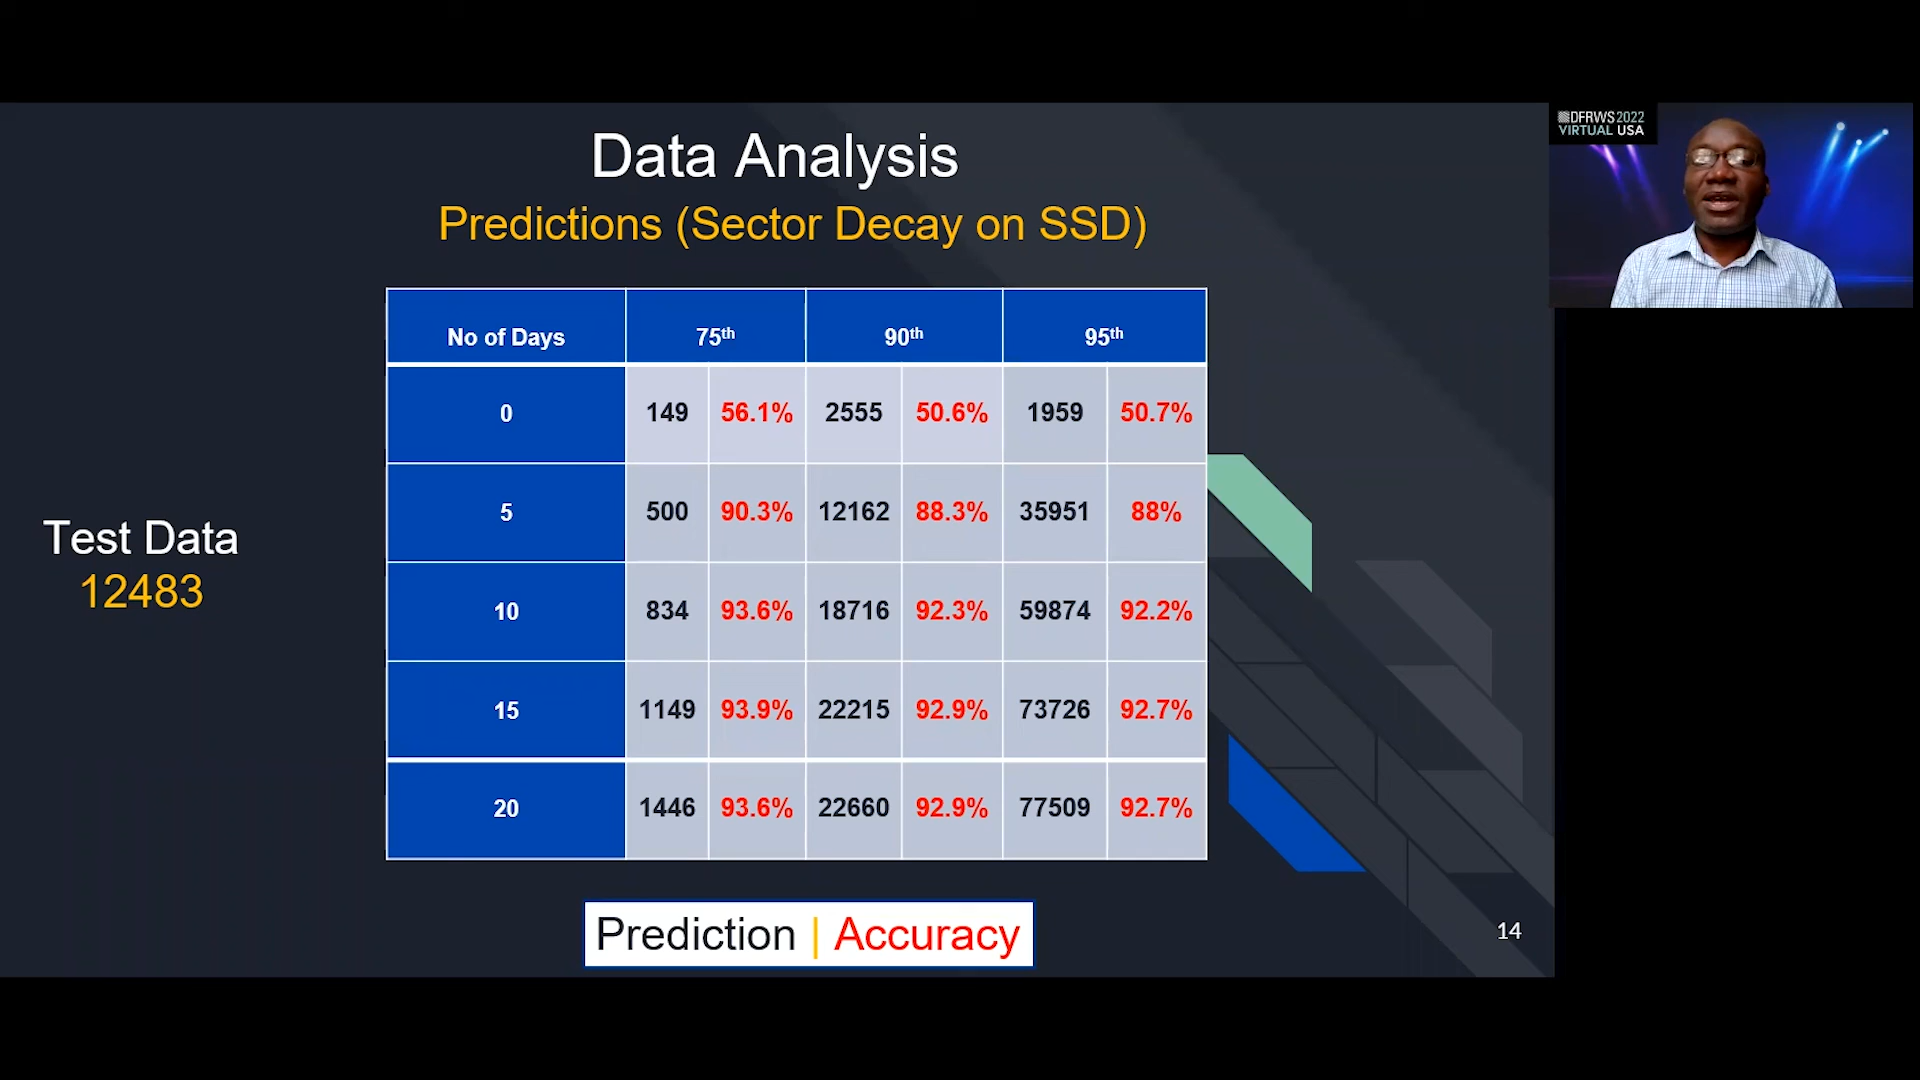 Data Analysis
Predictions (Sector Decay on SSD)
DFRWS 2022
VIRTUAL USA
No of Days 75th 90th 95th
0 149 56.1% 2555 50.6% 1959 50.7%
5 500 90.3% 12162 88.3% 35951 88%
10 834 93.6% 18716 92.3% 59874 92.2%
15 1149 93.9% 22215 92.9% 73726 92.7%
20 1446 93.6% 22660 92.9% 77509 92.7%
Test Data
12483
Prediction | Accuracy
14